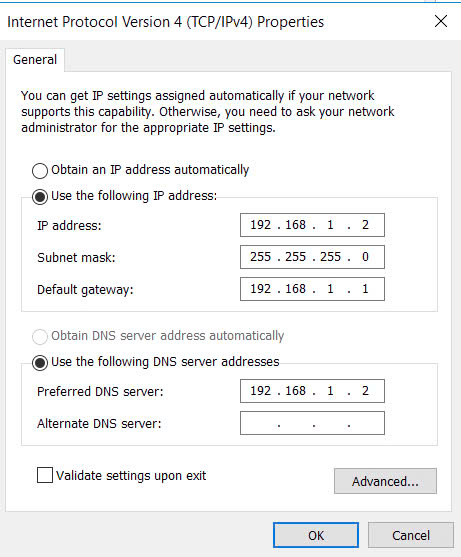 Internet Protocol Version 4 (TCP/IPv4) Properties
General
You can get IP settings assigned automatically if your network
supports this capability. Otherwise, you need to ask your network
administrator for the appropriate IP settings.
Obtain an IP address automatically
Use the following IP address:
IP address: 192 . 168 . 1 . 2
Subnet mask: 255 . 255 . 255 . 0
Default gateway: 192 . 168 . 1 . 1
Obtain DNS server address automatically
Use the following DNS server addresses
Preferred DNS server: 192 . 168 . 1 . 2
Alternate DNS server: . . .
Validate settings upon exit
Advanced...
OK Cancel